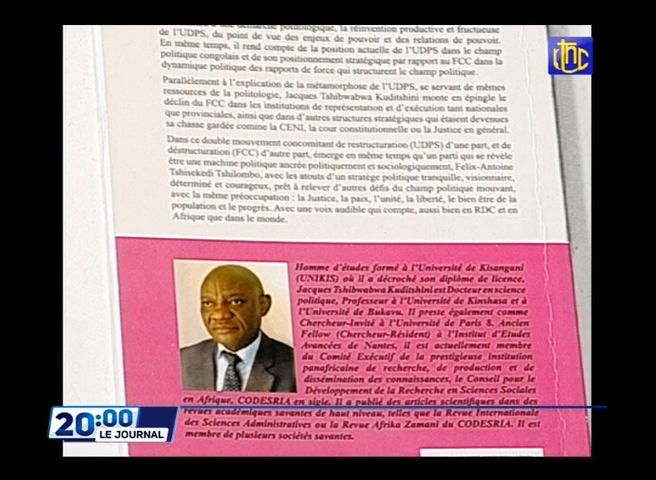 politologique, la réinvention productive et fructueuse
de l'UDPS, du point de vue des enjeux de pouvoir et des relations de pouvoir.
En même temps, il rend compte de la position actuelle de l'UDPS dans le champ
politique congolais et de son positionnement stratégique par rapport au FCC dans la
dynamique politique des rapports de force qui structurent le champ politique.
Parallèlement à l'explication de la métamorphose de l'UDPS, se servant de mêmes
ressources de la politologie, Jacques Tshibwabwa Kuditshini monte en épingle le
déclin du FCC dans les institutions de représentation et d'exécution tant nationales
que provinciales, ainsi que dans d'autres structures stratégiques qui étaient devenues
sa chasse gardée comme la CENI, la cour constitutionnelle ou la Justice en général.
Dans ce double mouvement concomitant de restructuration (UDPS) d'une part, et de
déstructuration (FCC) d'autre part, émerge en même temps qu'un parti qui se révèle
être une machine politique ancrée politiquement et sociologiquement, Felix-Antoine
Tshisekedi Tshilombo, avec les atouts d'un stratège politique tranquille, visionnaire,
déterminé et courageux, prêt à relever d'autres défis du champ politique mouvant,
avec la même préoccupation : la Justice, la paix, l'unité, la liberté, le bien être de la
population et le progrès. Avec une voix audible qui compte, aussi bien en RDC et en
Afrique que dans le monde.
Homme d'études formé à l'Université de Kisangani
(UNIKIS) où il a décroché son diplôme de licence,
Jacques Tshibwabwa Kuditshini est Docteur en science
politique, Professeur à l'Université de Kinshasa et à
l'Université de Bukavu. Il preste également comme
Chercheur-Invité à l'Université de Paris 8. Ancien
Fellow (Chercheur-Résident) à l'Institut d'Etudes
Avancées de Nantes, il est actuellement membre
du Comité Exécutif de la prestigieuse institution
panafricaine de recherche, de production et de
dissémination des connaissances, le Conseil pour le
Développement de la Recherche en Sciences Sociales
en Afrique, CODESRIA en sigle. Il a publié des articles scientifiques dans des
revues académiques savantes de haut niveau, telles que la Revue Internationale
des Sciences Administratives ou la Revue Afrika Zamani du CODESRIA. Il est
membre de plusieurs sociétés savantes.
20:00
LE JOURNAL